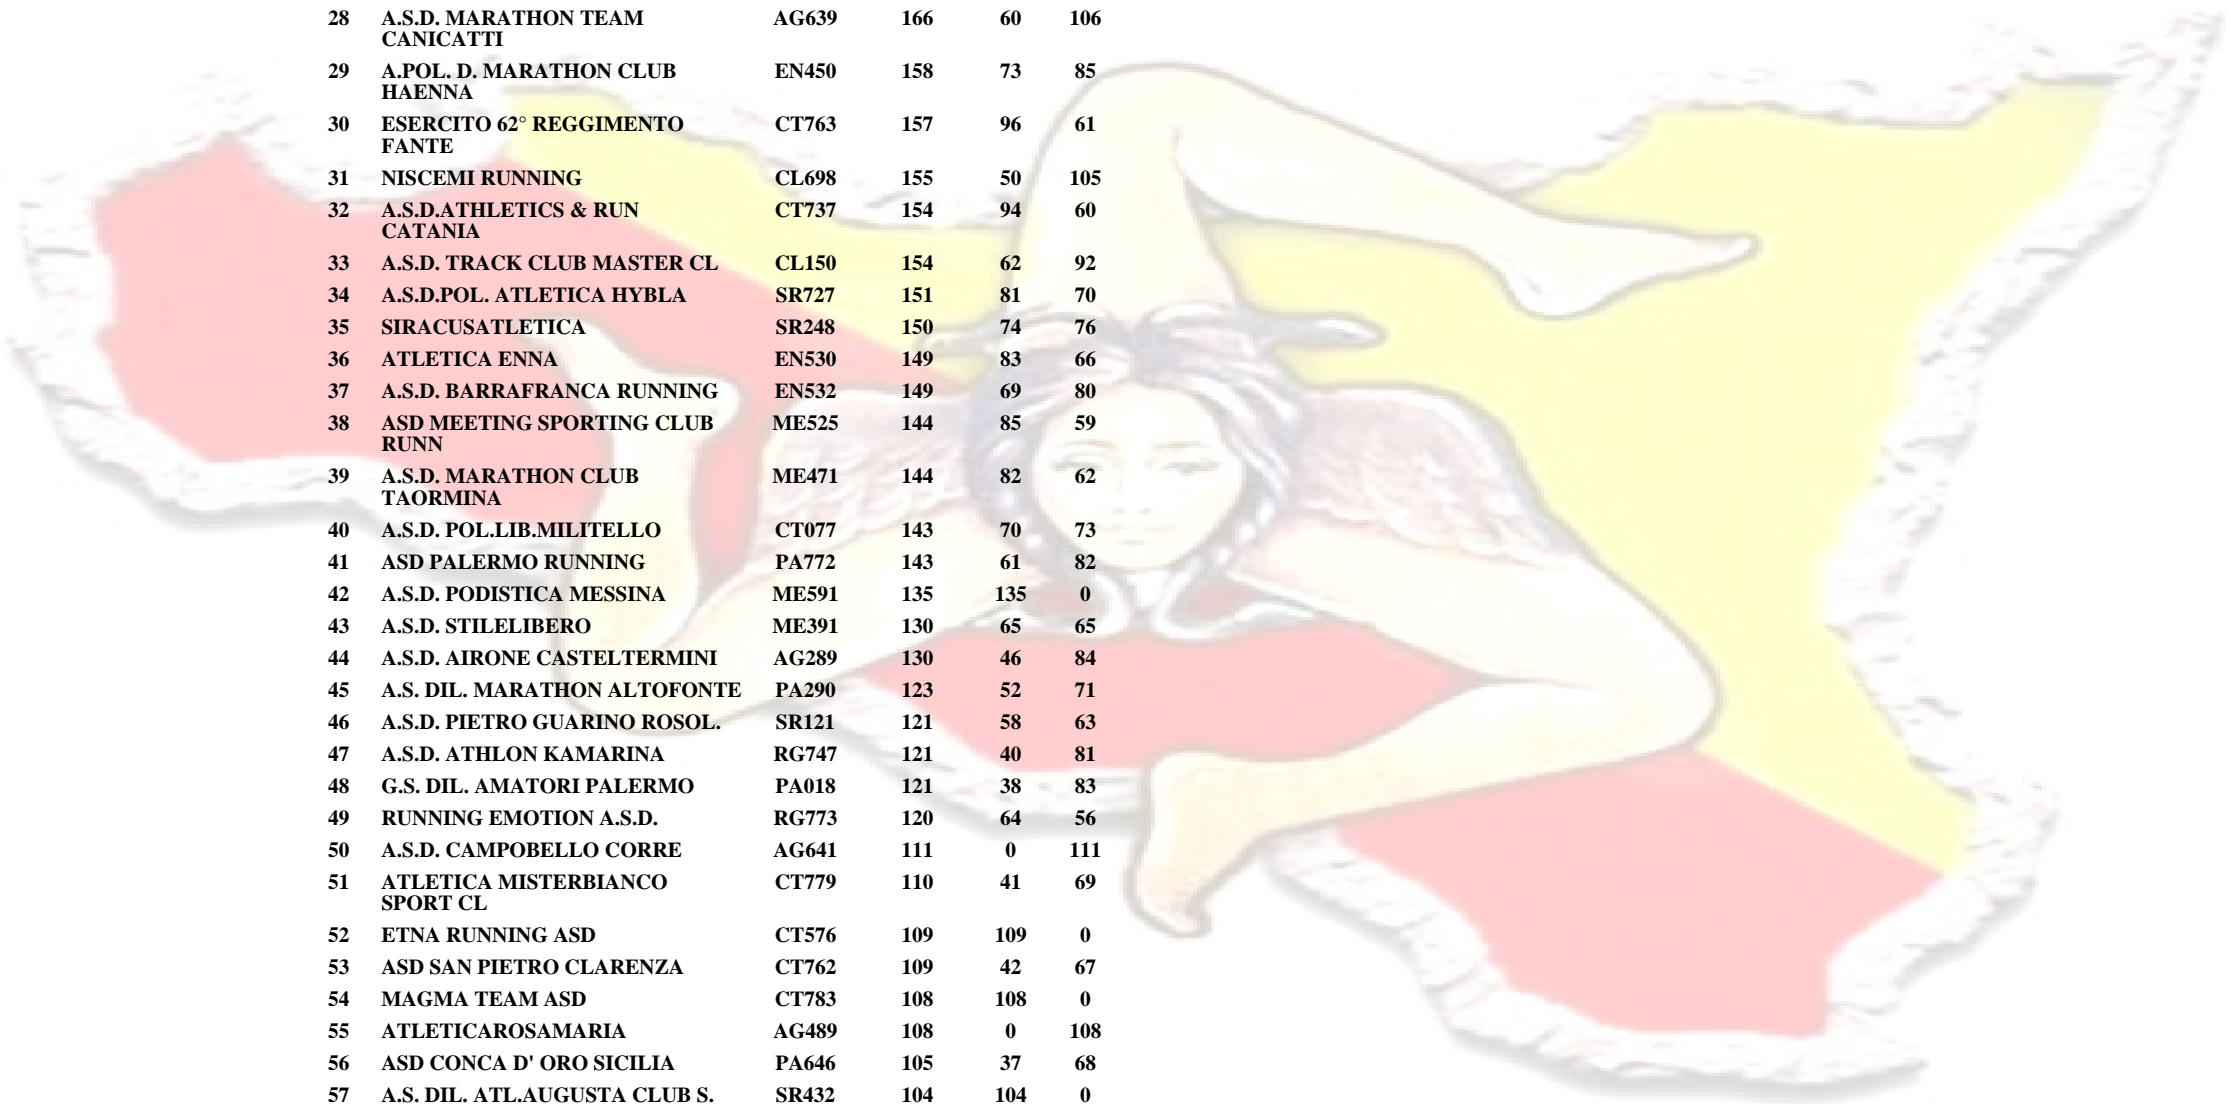 28 A.S.D. MARATHON TEAM AG639 166 60 106
CANICATTI
29 A.POL. D. MARATHON CLUB EN450 158 73 85
HAENNA
30 ESERCITO 62° REGGIMENTO CT763 157 96 61
FANTE
31 NISCEMI RUNNING CL698 155 50 105
32 A.S.D.ATHLETICS & RUN CT737 154 94 60
CATANIA
33 A.S.D. TRACK CLUB MASTER CL CL150 154 62 92
34 A.S.D.POL. ATLETICA HYBLA SR727 151 81 70
35 SIRACUSATLETICA SR248 150 74 76
36 ATLETICA ENNA EN530 149 83 66
37 A.S.D. BARRAFRANCA RUNNING EN532 149 69 80
38 ASD MEETING SPORTING CLUB ME525 144 85 59
RUNN
39 A.S.D. MARATHON CLUB ME471 144 82 62
TAORMINA
40 A.S.D. POL.LIB.MILITELLO CT077 143 70 73
41 ASD PALERMO RUNNING PA772 143 61 82
42 A.S.D. PODISTICA MESSINA ME591 135 135 0
43 A.S.D. STILELIBERO ME391 130 65 65
44 A.S.D. AIRONE CASTELTERMINI AG289 130 46 84
45 A.S. DIL. MARATHON ALTOFONTE PA290 123 52 71
46 A.S.D. PIETRO GUARINO ROSOL. SR121 121 58 63
47 A.S.D. ATHLON KAMARINA RG747 121 40 81
48 G.S. DIL. AMATORI PALERMO PA018 121 38 83
49 RUNNING EMOTION A.S.D. RG773 120 64 56
50 A.S.D. CAMPOBELLO CORRE AG641 111 0 111
51 ATLETICA MISTERBIANCO CT779 110 41 69
SPORT CL
52 ETNA RUNNING ASD CT576 109 109 0
53 ASD SAN PIETRO CLARENZA CT762 109 42 67
54 MAGMA TEAM ASD CT783 108 108 0
55 ATLETICAROSAMARIA AG489 108 0 108
56 ASD CONCA D' ORO SICILIA PA646 105 37 68
57 A.S. DIL. ATL.AUGUSTA CLUB S. SR432 104 104 0